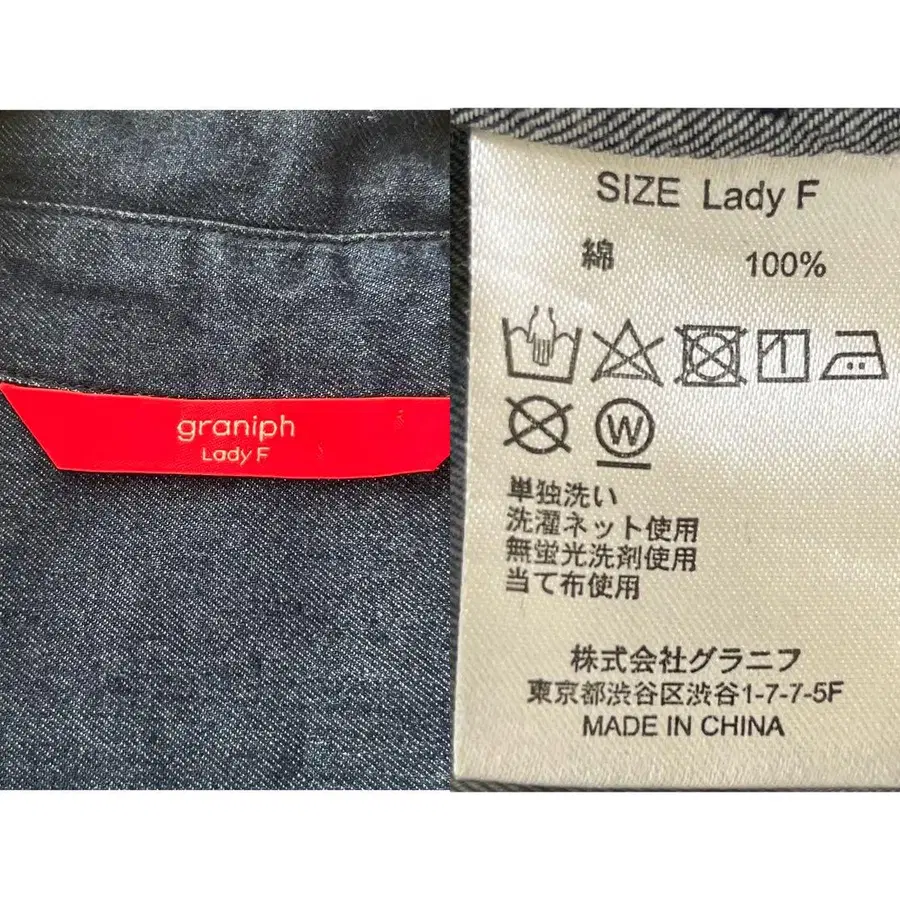 graniph
Lady F
SIZE Lady F
綿 100%
W
単独洗い
洗濯ネット使用
無蛍光洗剤使用
当て布使用
株式会社グラニフ
東京都渋谷区渋谷1-7-7-5F
MADE IN CHINA